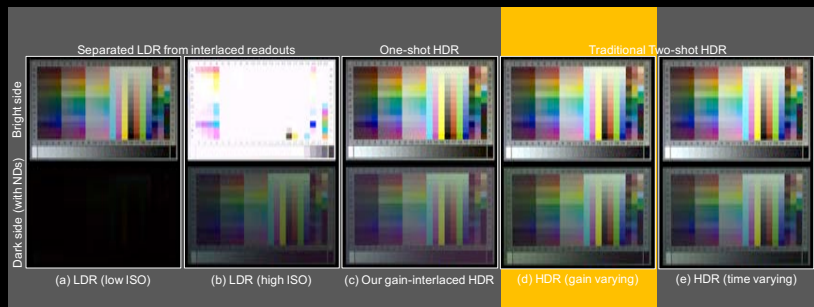 Separated LDR from interlaced readouts
One-shot HDR
Traditional Two-shot HDR
Bright side
Dark side (with NDs)
(a) LDR (low ISO)
(b) LDR (high ISO)
(c) Our gain-interlaced HDR
(d) HDR (gain varying)
(e) HDR (time varying)